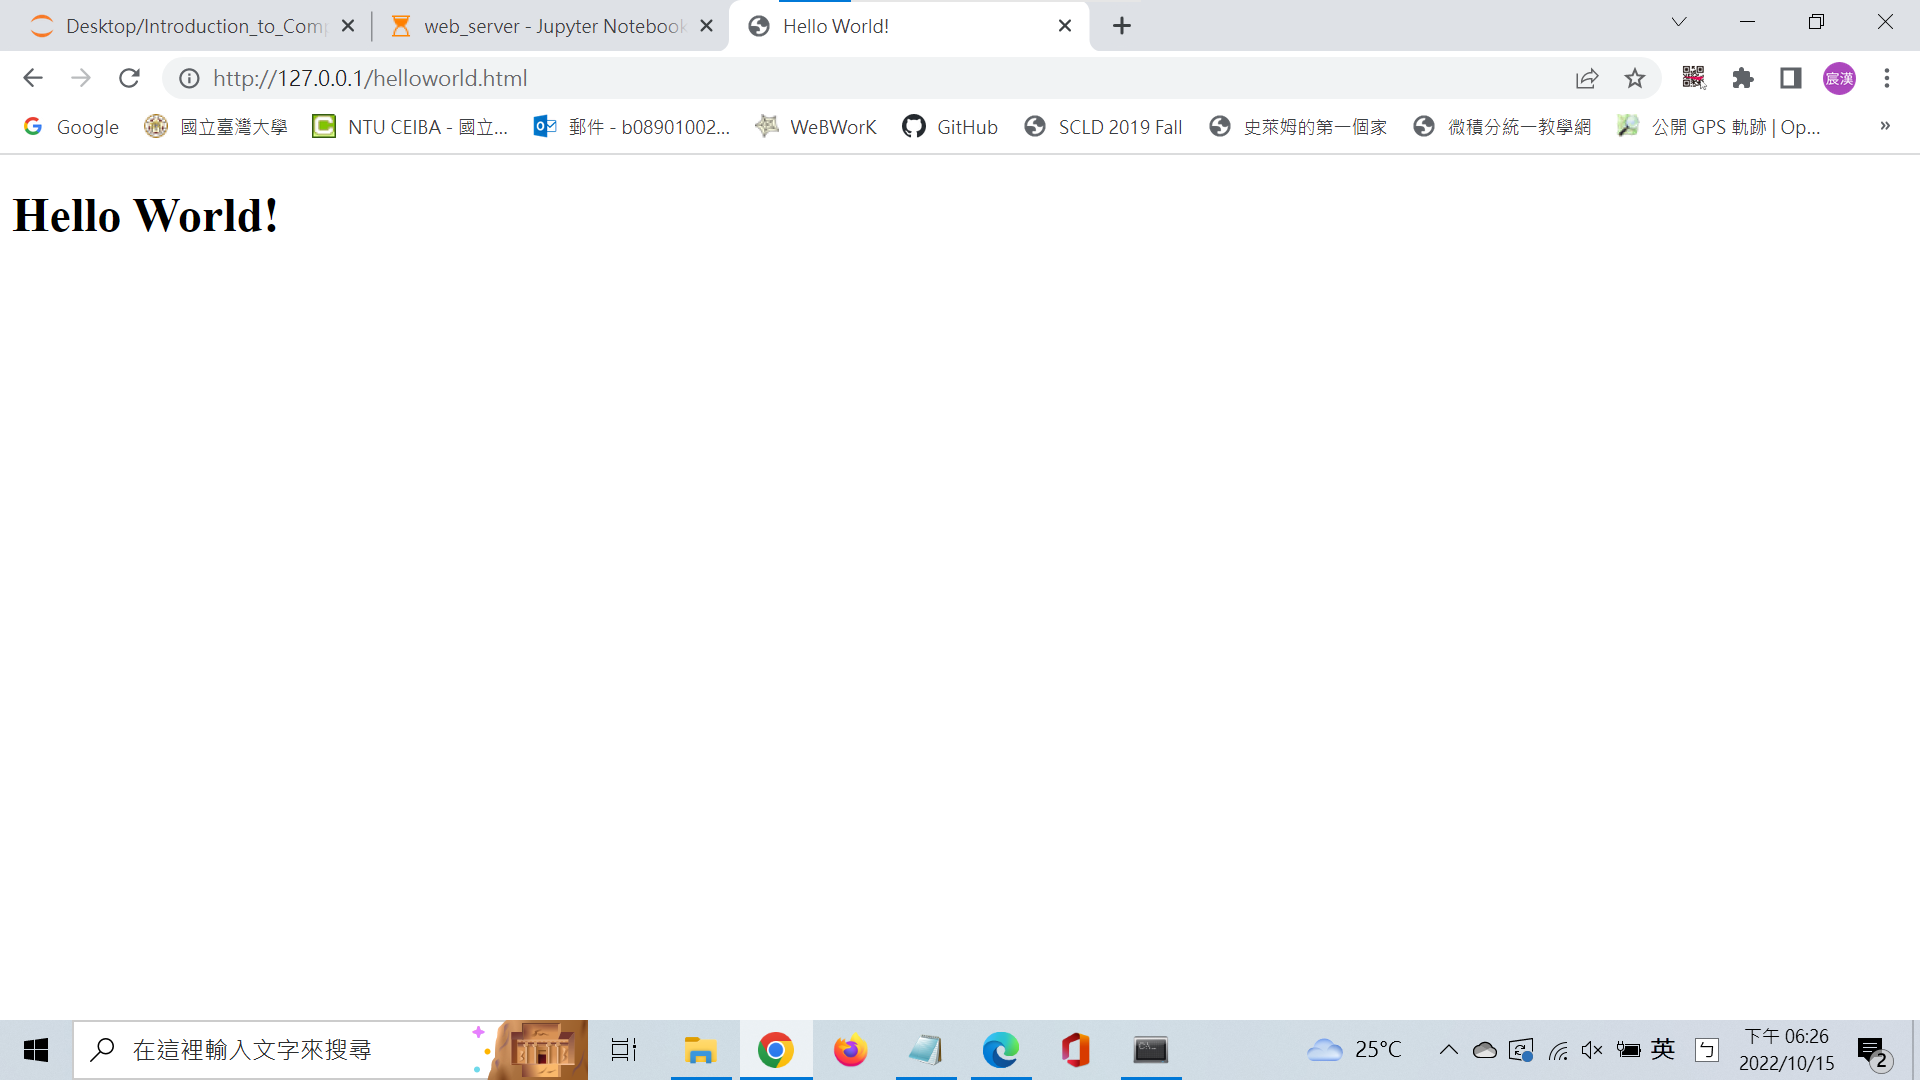 Desktop/Introduction_to_Com
web_server - Jupyter Notebook
Hello World!
http://127.0.0.1/helloworld.html
宸漢
Google
國立臺灣大學
NTU CEIBA - 國立...
郵件 - b08901002...
WeBWorK
GitHub
SCLD 2019 Fall
史萊姆的第一個家
微積分統一教學網
公開 GPS 軌跡 | Op...
»
Hello World!
在這裡輸入文字來搜尋
25°C
英
ㄅ
下午 06:26
2022/10/15
2